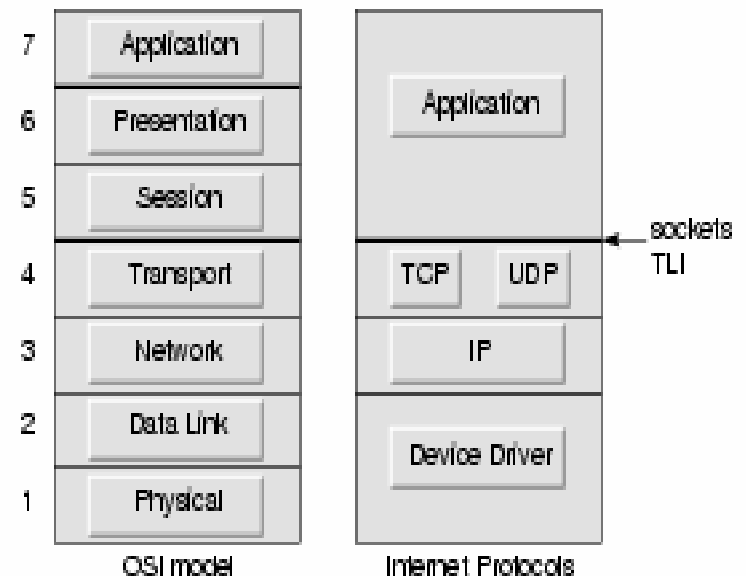 7 Application
6 Presentation
5 Session
4 Transport
3 Network
2 Data Link
1 Physical
OSI model
Application
sockets
TLI
TCP UDP
IP
Device Driver
Internet Protocols